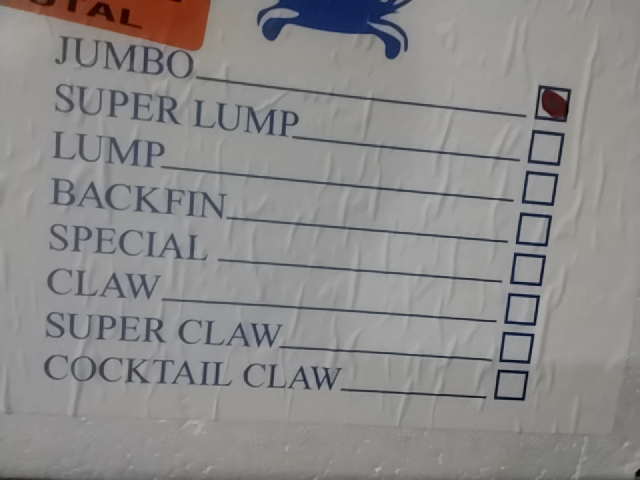 JUMBO
SUPER LUMP
LUMP
BACKFIN
SPECIAL
CLAW
SUPER CLAW
COCKTAIL CLAW